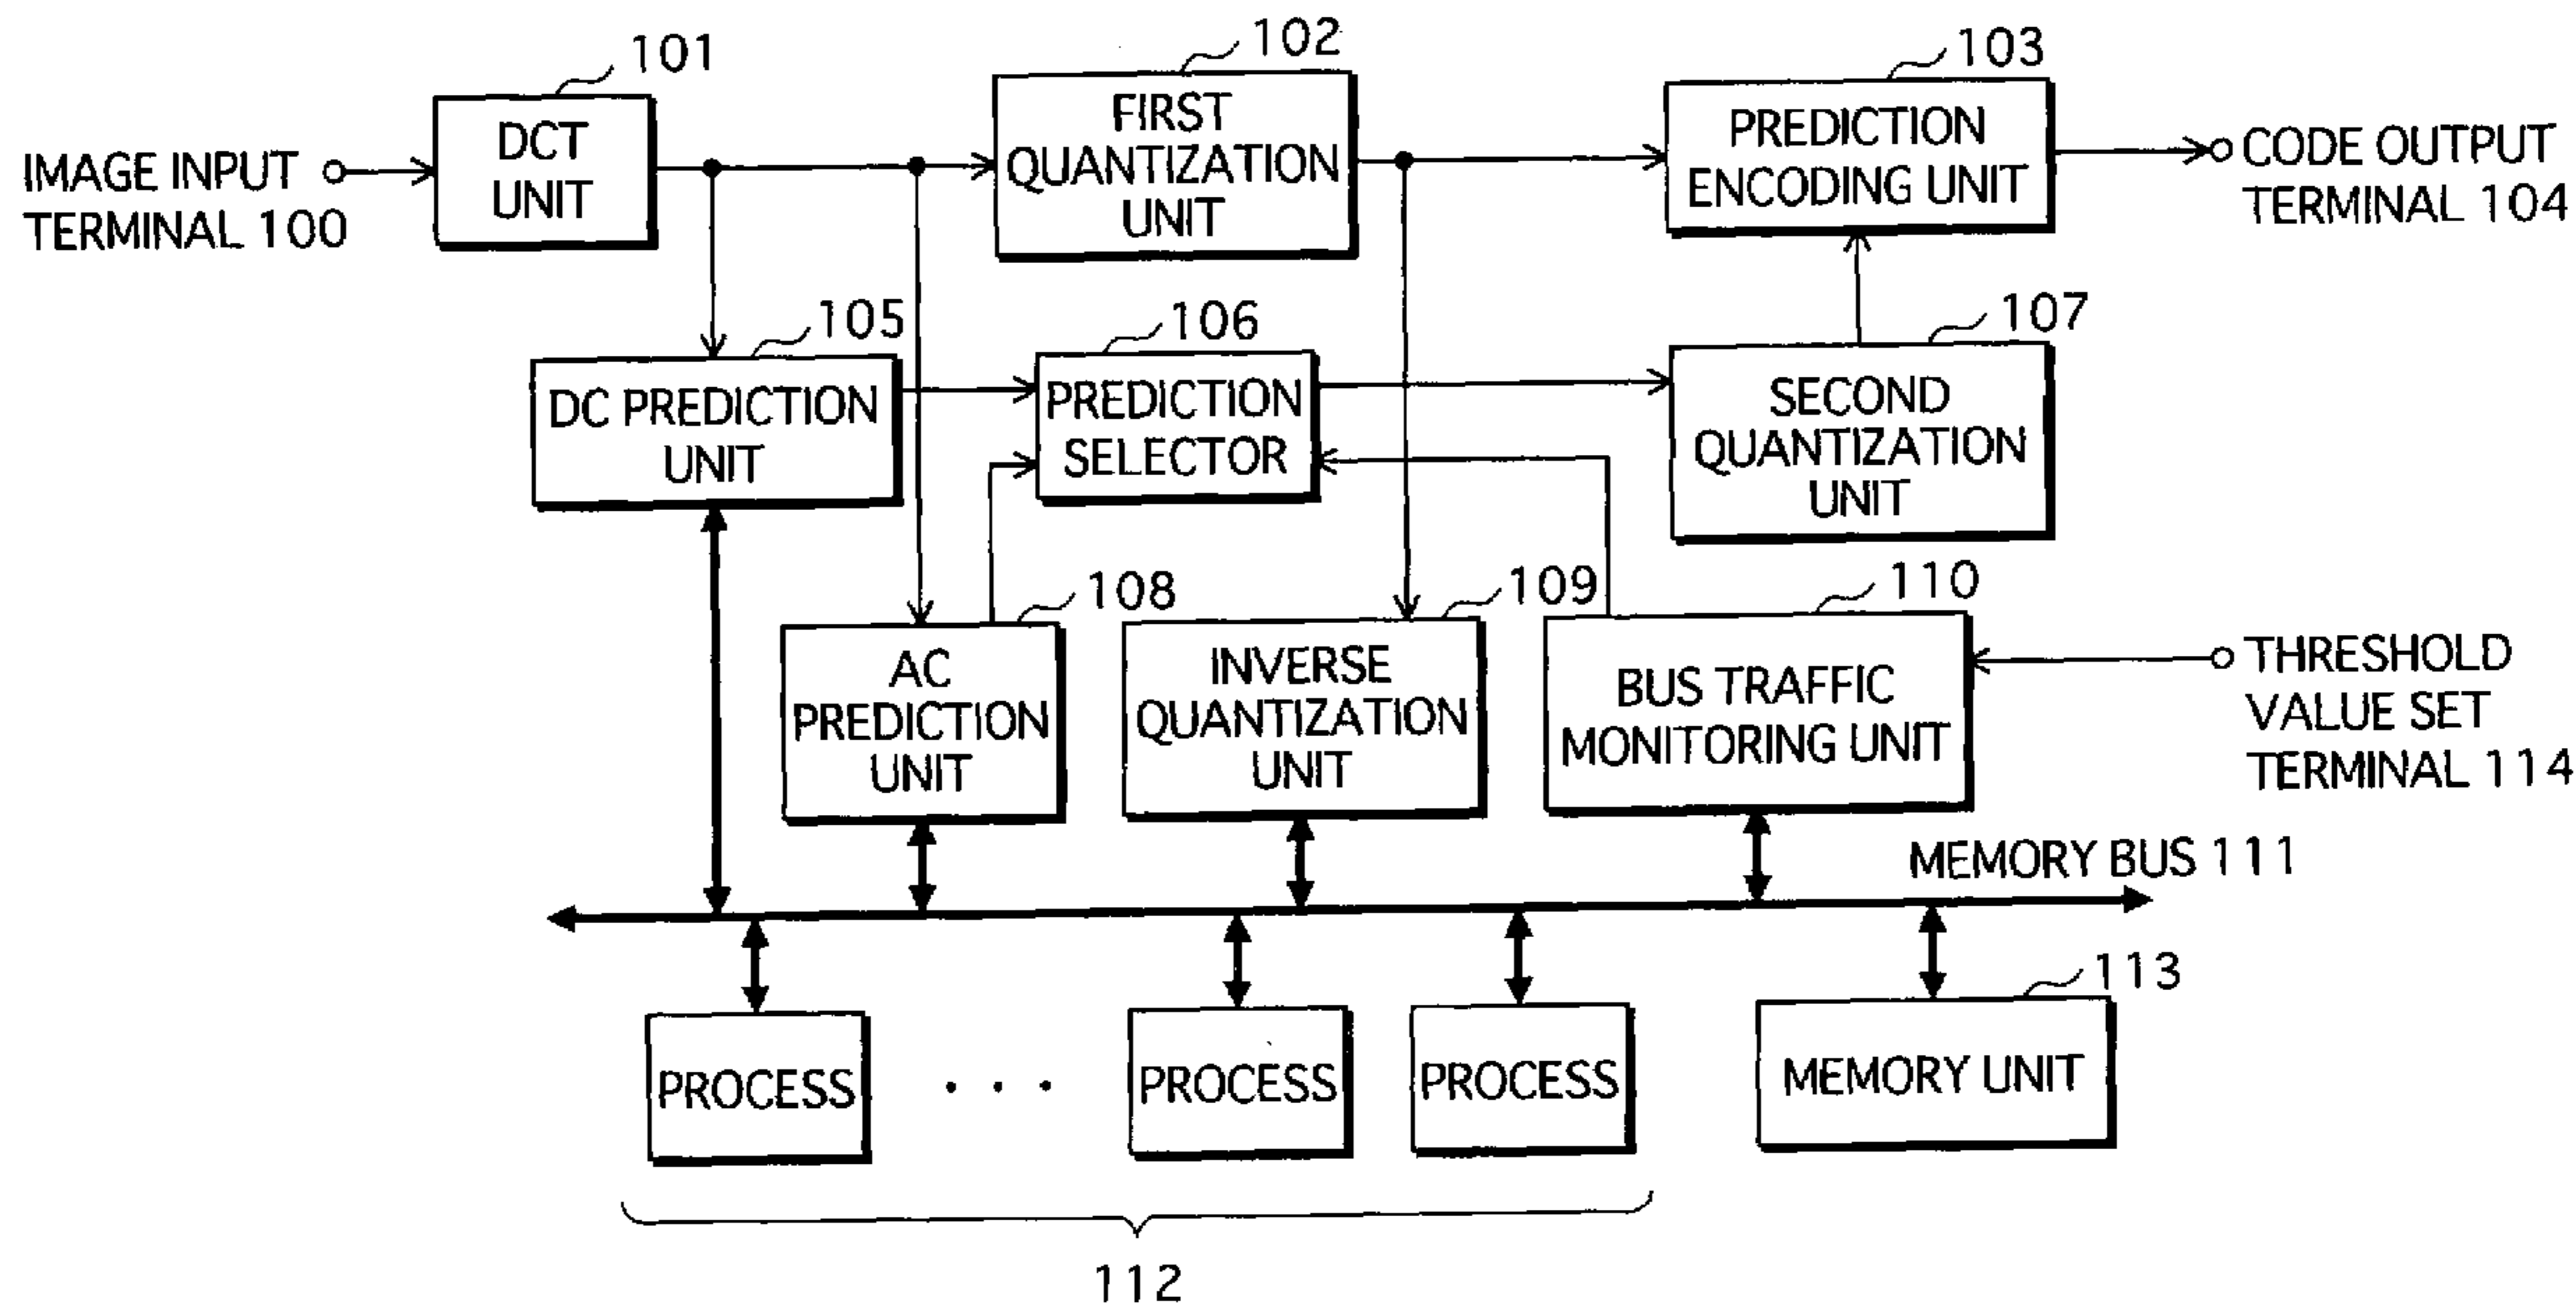 101
102
103
DCT
UNIT
FIRST
QUANTIZATION
UNIT
PREDICTION
ENCODING UNIT
IMAGE INPUT
TERMINAL 100
CODE OUTPUT
TERMINAL 104
105
106
107
DC PREDICTION
UNIT
PREDICTION
SELECTOR
SECOND
QUANTIZATION
UNIT
108
109
110
AC
PREDICTION
UNIT
INVERSE
QUANTIZATION
UNIT
BUS TRAFFIC
MONITORING UNIT
THRESHOLD
VALUE SET
TERMINAL 114
MEMORY BUS 111
113
PROCESS
. . .
PROCESS
PROCESS
MEMORY UNIT
112